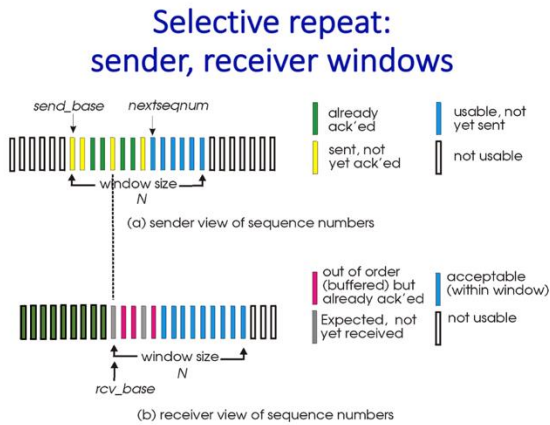 Selective repeat:
sender, receiver windows
send_base
nextseqnum
already
ack'ed
usable, not
yet sent
sent, not
yet ack'ed
not usable
window size
N
(a) sender view of sequence numbers
out of order
(buffered) but
already ack'ed
acceptable
(within window)
Expected, not
yet received
not usable
window size
N
rcv_base
(b) receiver view of sequence numbers